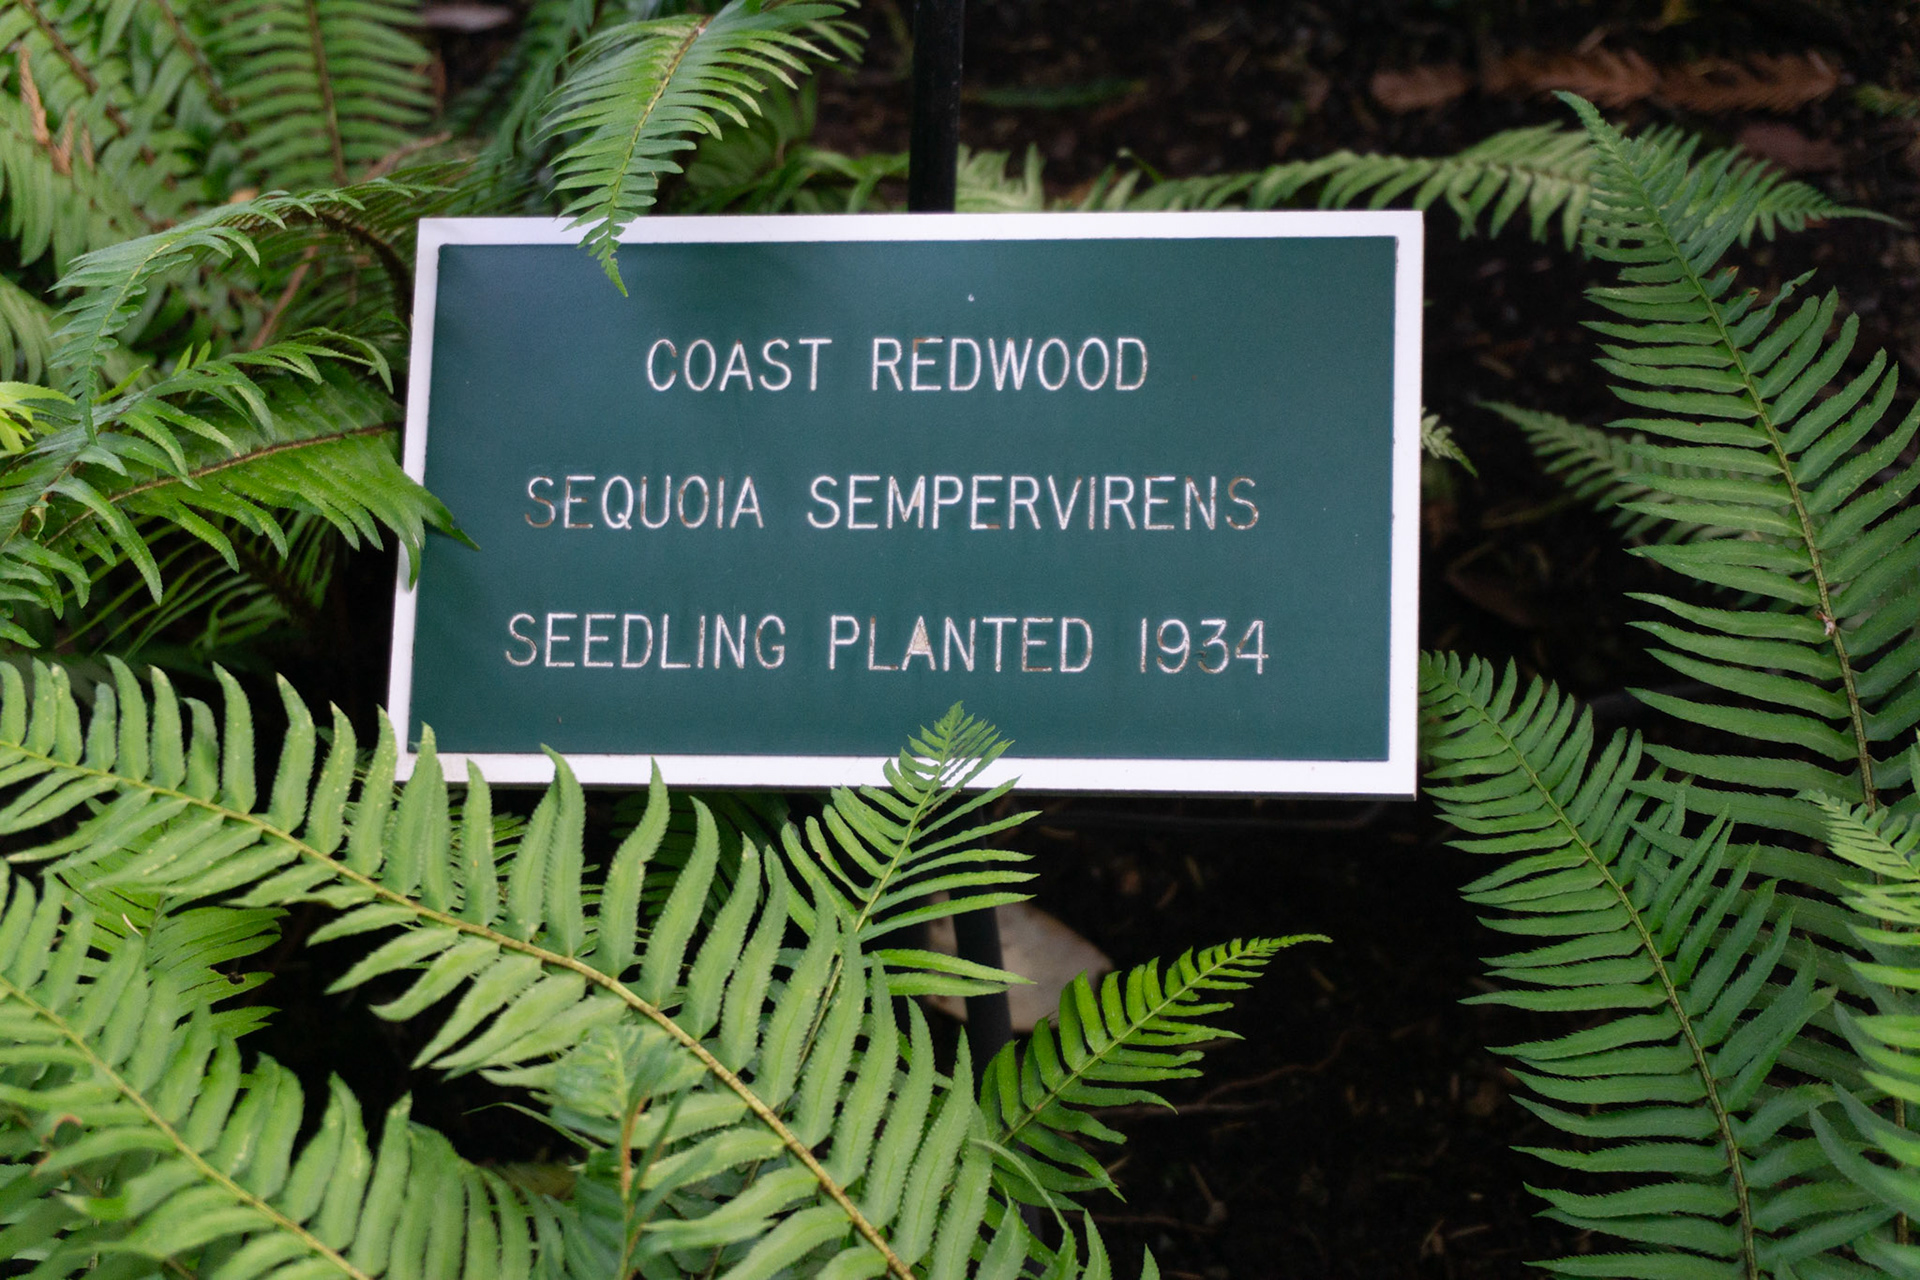 COAST REDWOOD
SEQUOIA SEMPERVIRENS
SEEDLING PLANTED 1934